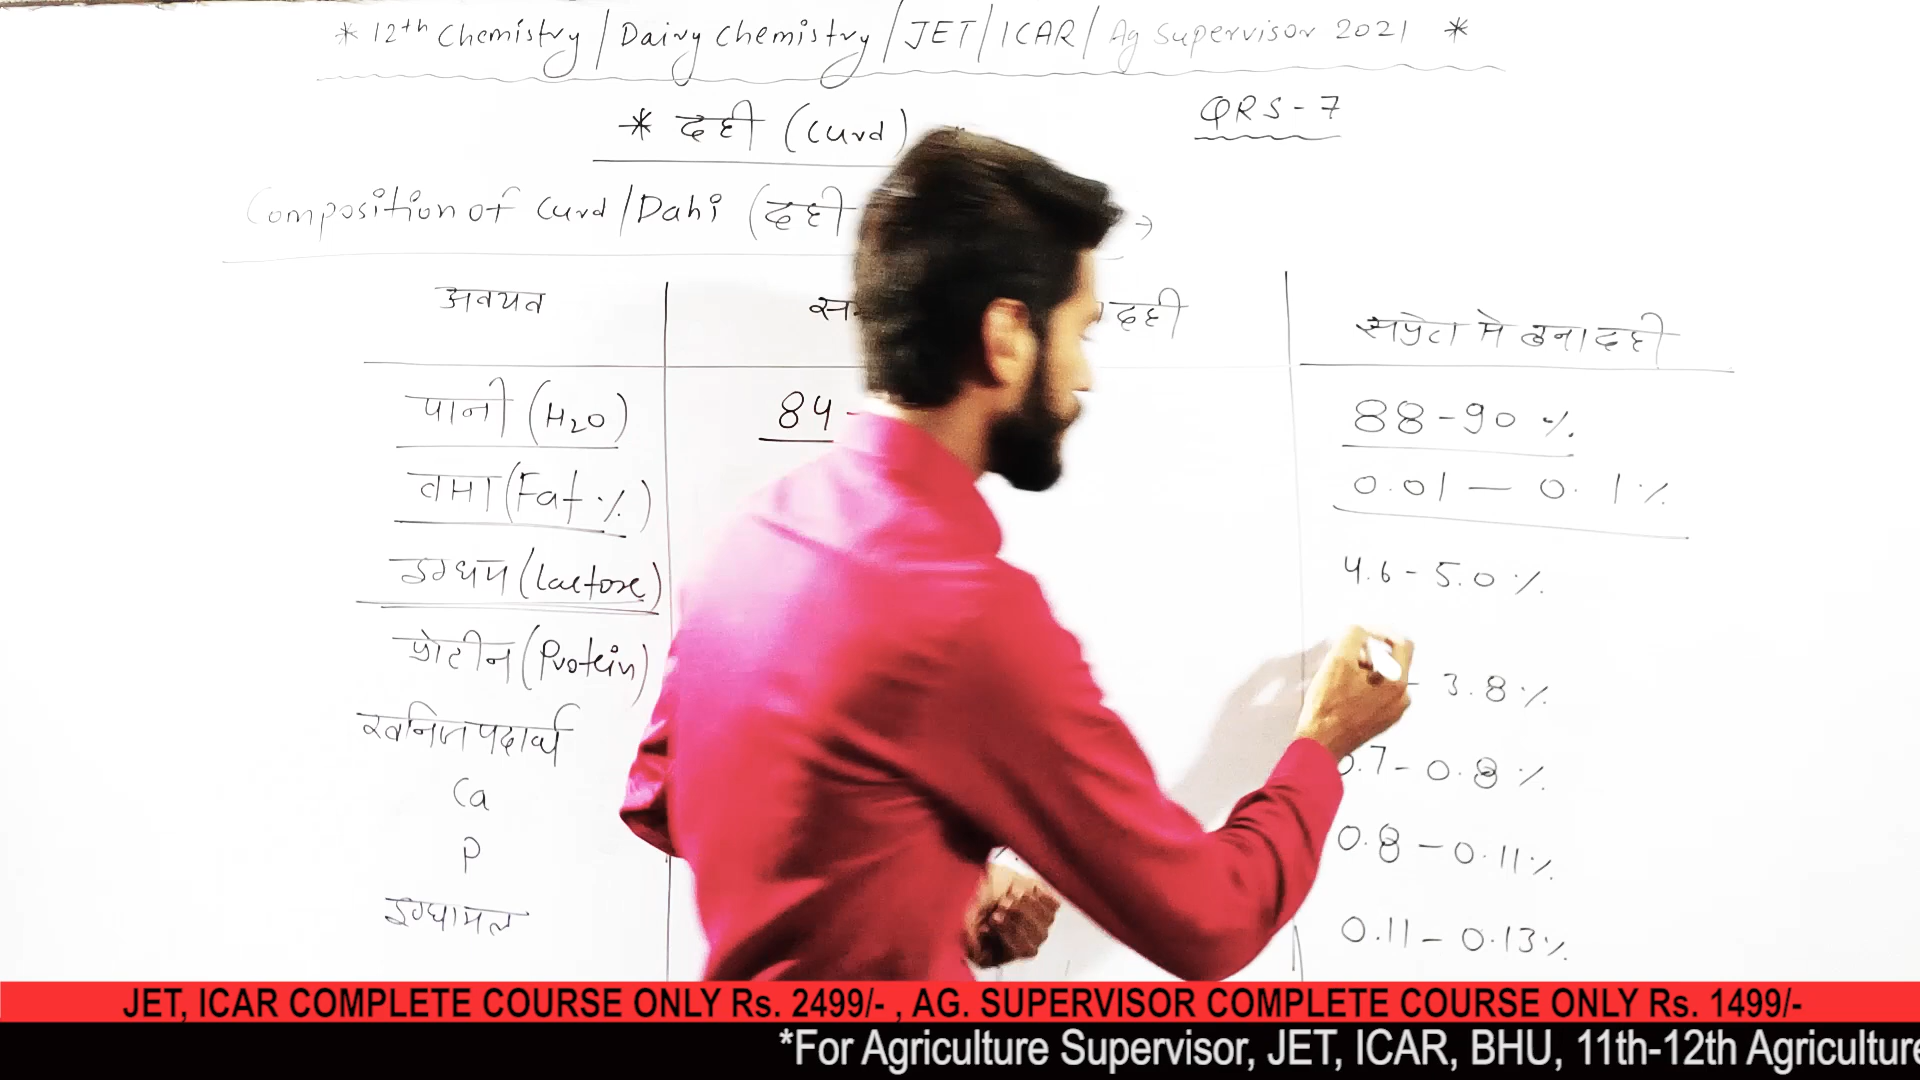 * 12th Chemistry / Dairy Chemistry / JET / ICAR / Ag Supervisor 2021 *
* दही (Curd)
QRS-7
Composition of Curd/Dahi (दही →
अवयव
दही
सप्रेटा से बना दही
पानी (H₂O) 84- 88-90 %
वसा (Fat %) 0.01 — 0.1 %
दुग्धम (Lactose) 4.6 - 5.0 %
प्रोटीन (Protein) - 3.8 %
खनिज पदार्थ 0.7 - 0.8 %
Ca 0.8 - 0.11 %
P 0.11 - 0.13 %
दुग्धाम्ल
JET, ICAR COMPLETE COURSE ONLY Rs. 2499/- , AG. SUPERVISOR COMPLETE COURSE ONLY Rs. 1499/-
*For Agriculture Supervisor, JET, ICAR, BHU, 11th-12th Agriculture